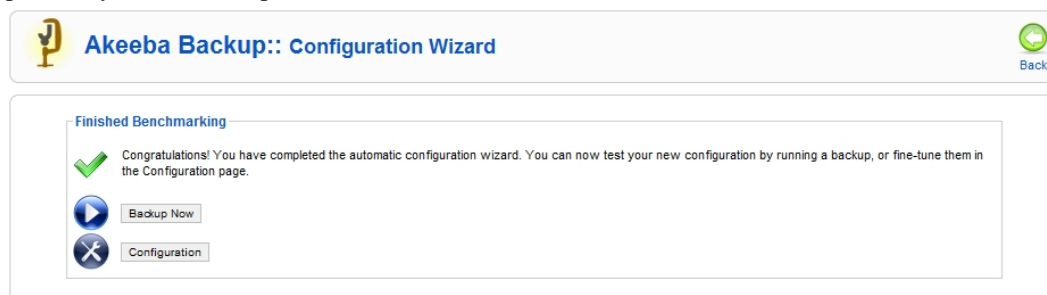 Akeeba Backup:: Configuration Wizard
Back
Finished Benchmarking
Congratulations! You have completed the automatic configuration wizard. You can now test your new configuration by running a backup, or fine-tune them in
the Configuration page.
Backup Now
Configuration